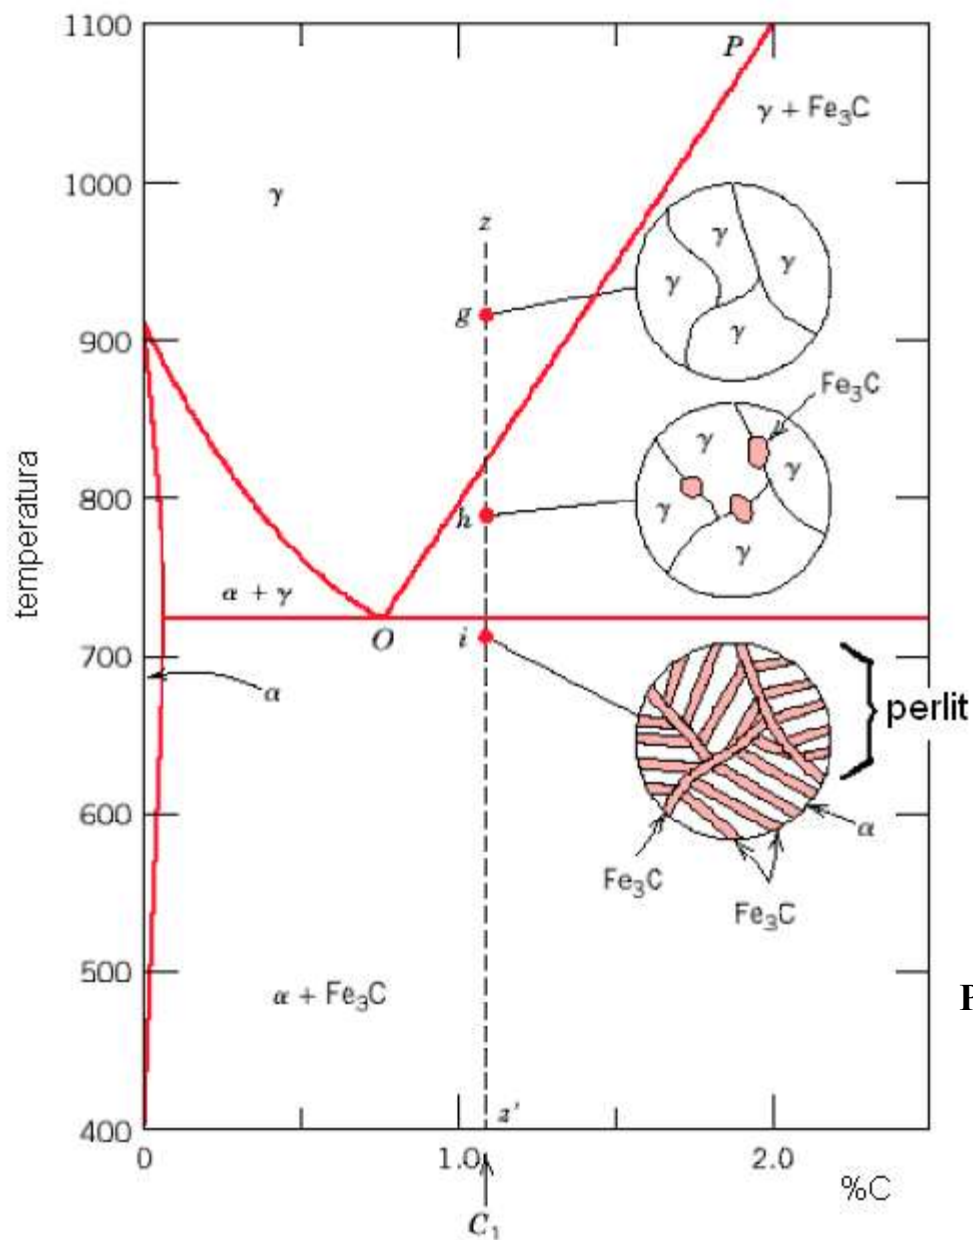 1100
P
γ + Fe₃C
1000
γ
z
γ
γ
γ
γ
g
900
Fe₃C
γ
γ
γ
γ
800
h
temperatura
α + γ
O
i
700
α
perlit
600
α
Fe₃C
Fe₃C
500
α + Fe₃C
P
z'
400
0
1.0
2.0
%C
C₁